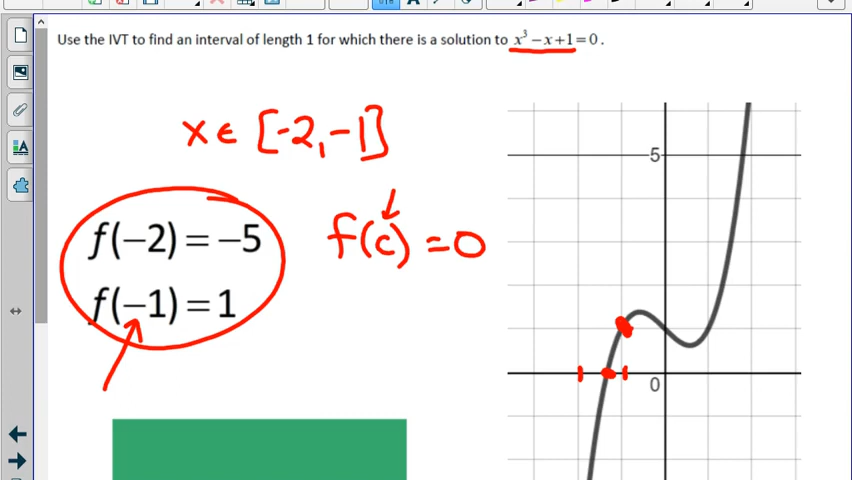 Use the IVT to find an interval of length 1 for which there is a solution to x³ − x + 1 = 0 .
x ∈ [-2, -1]
f(−2) = −5
f(c) = 0
f(−1) = 1
5
0